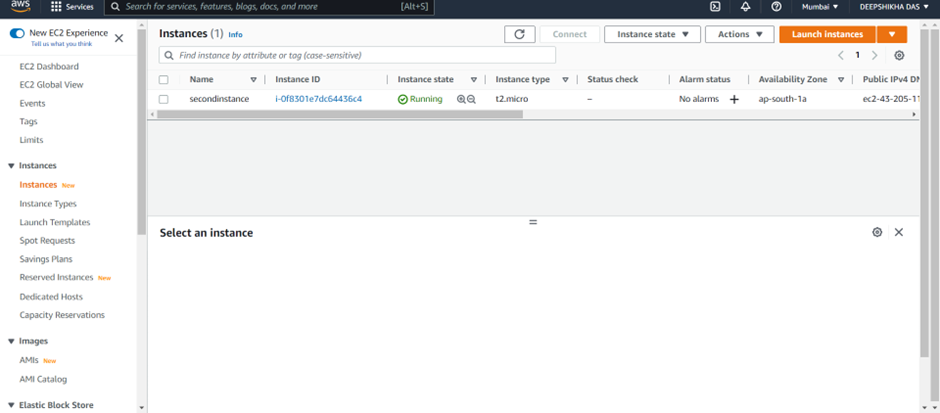 aws Services Search for services, features, blogs, docs, and more [Alt+S] Mumbai DEEPSHIKHA DAS
New EC2 Experience
Tell us what you think
EC2 Dashboard
EC2 Global View
Events
Tags
Limits
Instances
Instances New
Instance Types
Launch Templates
Spot Requests
Savings Plans
Reserved Instances New
Dedicated Hosts
Capacity Reservations
Images
AMIs New
AMI Catalog
Elastic Block Store
Instances (1) Info Connect Instance state Actions Launch instances
Find instance by attribute or tag (case-sensitive) 1
Name Instance ID Instance state Instance type Status check Alarm status Availability Zone Public IPv4 DN
secondinstance i-0f8301e7dc64436c4 Running t2.micro – No alarms + ap-south-1a ec2-43-205-11
Select an instance